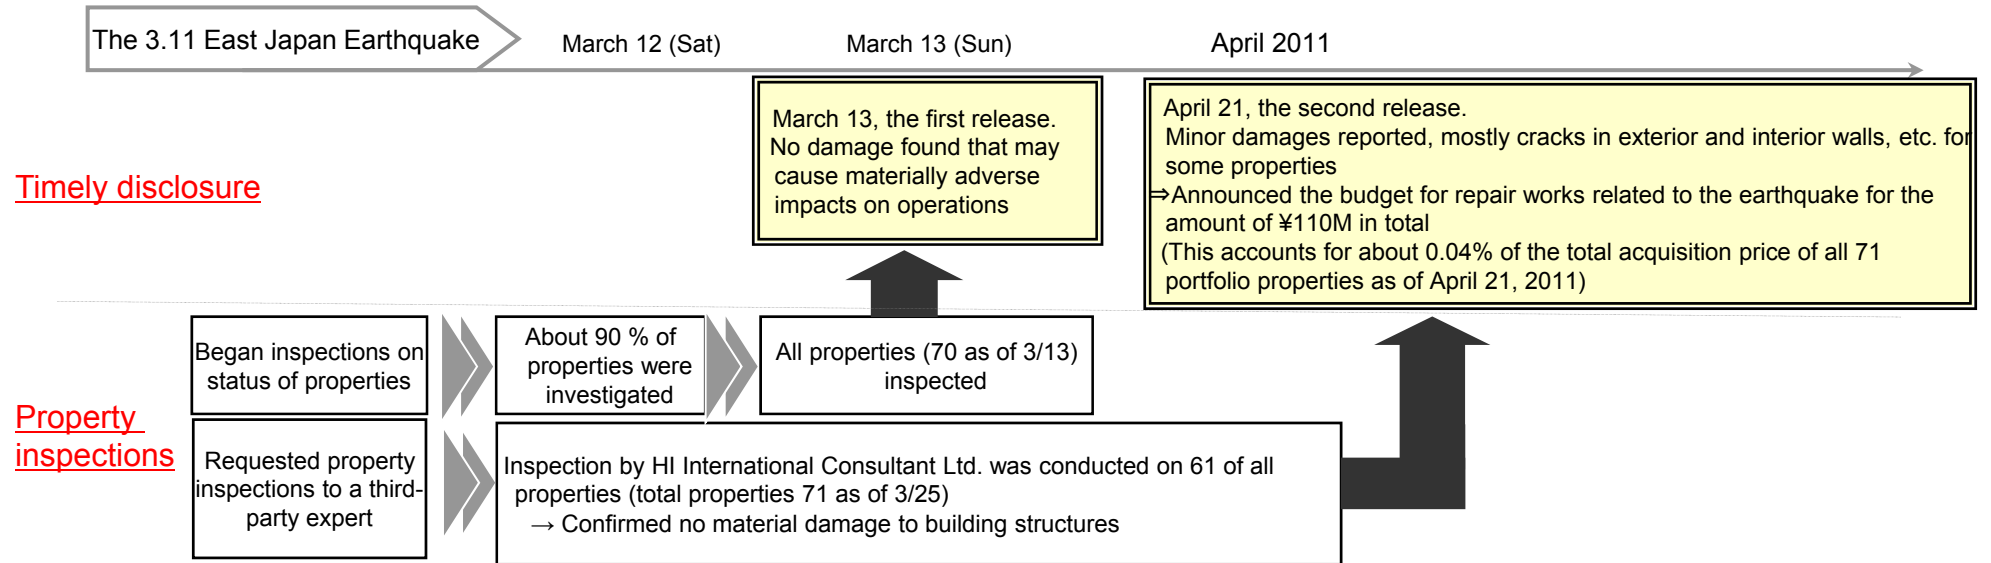 The 3.11 East Japan Earthquake
March 12 (Sat)
March 13 (Sun)
April 2011
Timely disclosure
March 13, the first release.
No damage found that may
cause materially adverse
impacts on operations
April 21, the second release.
Minor damages reported, mostly cracks in exterior and interior walls, etc. for
some properties
⇒Announced the budget for repair works related to the earthquake for the
amount of ¥110M in total
(This accounts for about 0.04% of the total acquisition price of all 71
portfolio properties as of April 21, 2011)
Property
inspections
Began inspections on
status of properties
About 90 % of
properties were
investigated
All properties (70 as of 3/13)
inspected
Requested property
inspections to a third-
party expert
Inspection by HI International Consultant Ltd. was conducted on 61 of all
properties (total properties 71 as of 3/25)
→ Confirmed no material damage to building structures